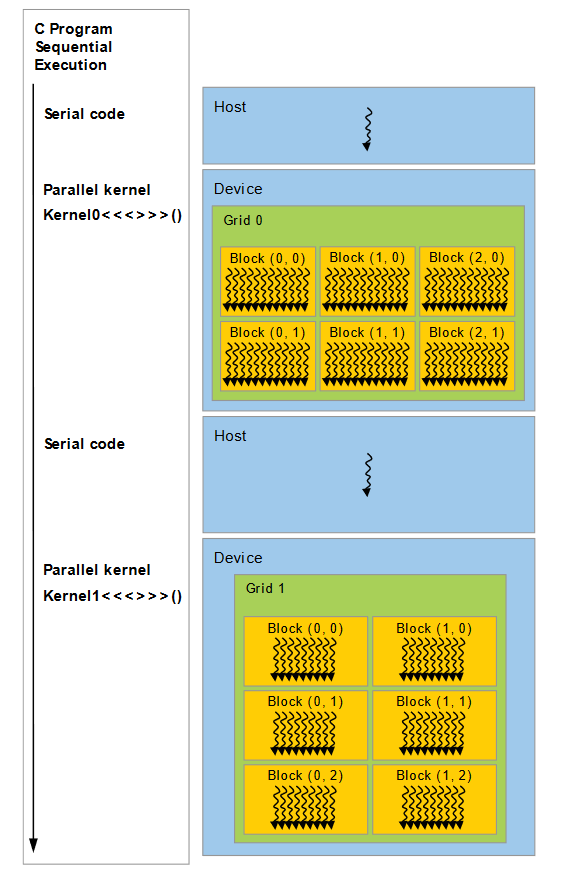 C Program
Sequential
Execution
Serial code
Host
Parallel kernel
Kernel0<<<>>>()
Device
Grid 0
Block (0, 0)
Block (1, 0)
Block (2, 0)
Block (0, 1)
Block (1, 1)
Block (2, 1)
Serial code
Host
Parallel kernel
Kernel1<<<>>>()
Device
Grid 1
Block (0, 0)
Block (1, 0)
Block (0, 1)
Block (1, 1)
Block (0, 2)
Block (1, 2)